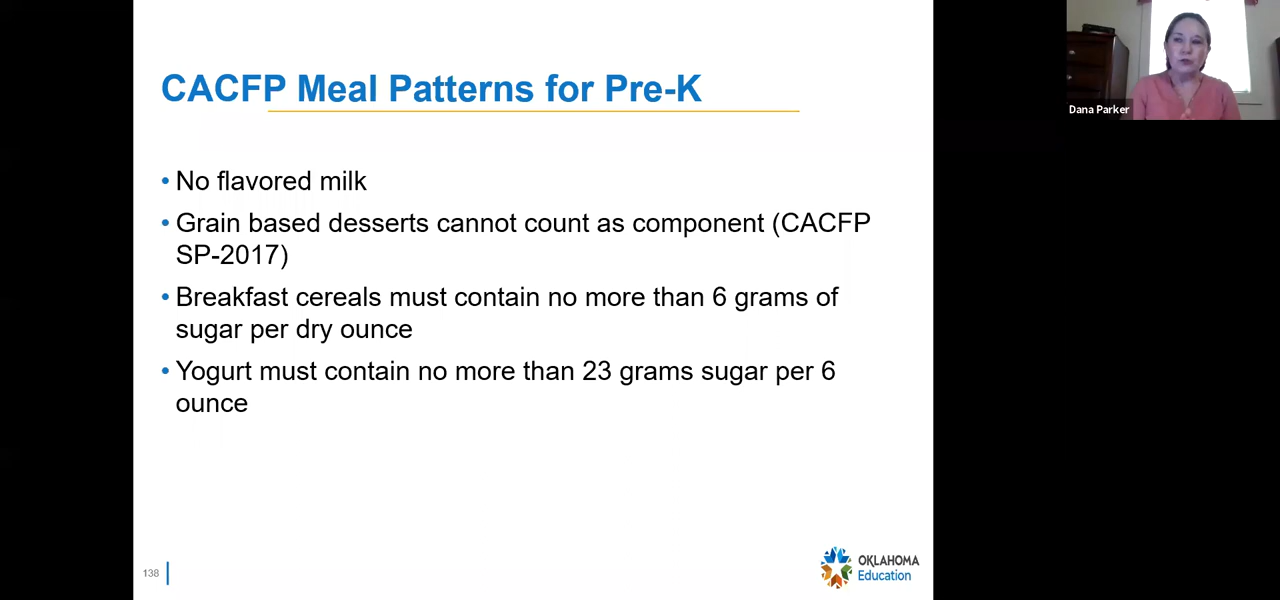 CACFP Meal Patterns for Pre-K
Dana Parker
• No flavored milk
• Grain based desserts cannot count as component (CACFP
SP-2017)
• Breakfast cereals must contain no more than 6 grams of
sugar per dry ounce
• Yogurt must contain no more than 23 grams sugar per 6
ounce
138
OKLAHOMA
Education